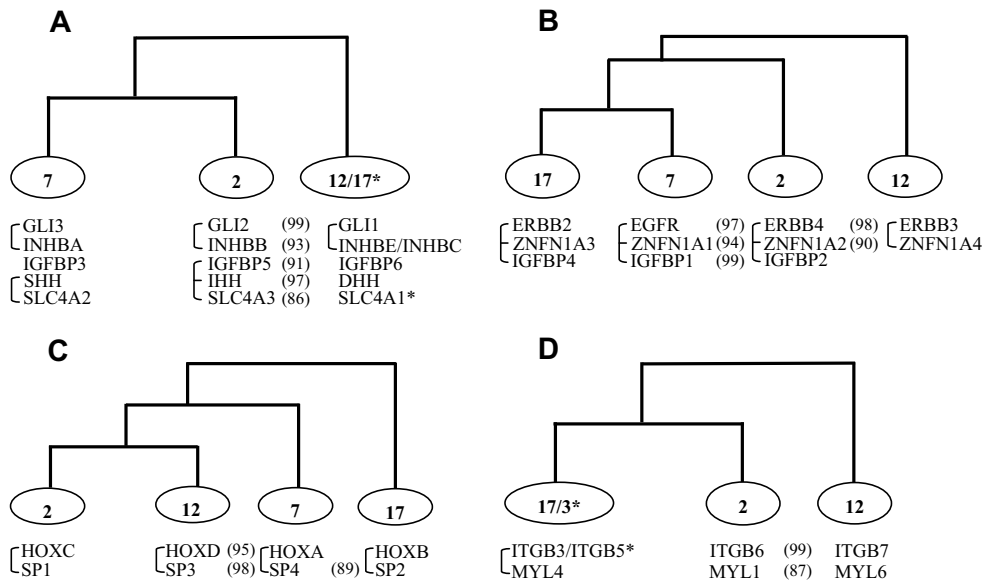 A
7 2 12/17*
GLI3 GLI2 (99) GLI1
INHBA INHBB (93) INHBE/INHBC
IGFBP3 IGFBP5 (91) IGFBP6
SHH IHH (97) DHH
SLC4A2 SLC4A3 (86) SLC4A1*
B
17 7 2 12
ERBB2 EGFR (97) ERBB4 (98) ERBB3
ZNFN1A3 ZNFN1A1 (94) ZNFN1A2 (90) ZNFN1A4
IGFBP4 IGFBP1 (99) IGFBP2
C
2 12 7 17
HOXC HOXD (95) HOXA HOXB
SP1 SP3 (98) SP4 (89) SP2
D
17/3* 2 12
ITGB3/ITGB5* ITGB6 (99) ITGB7
MYL4 MYL1 (87) MYL6